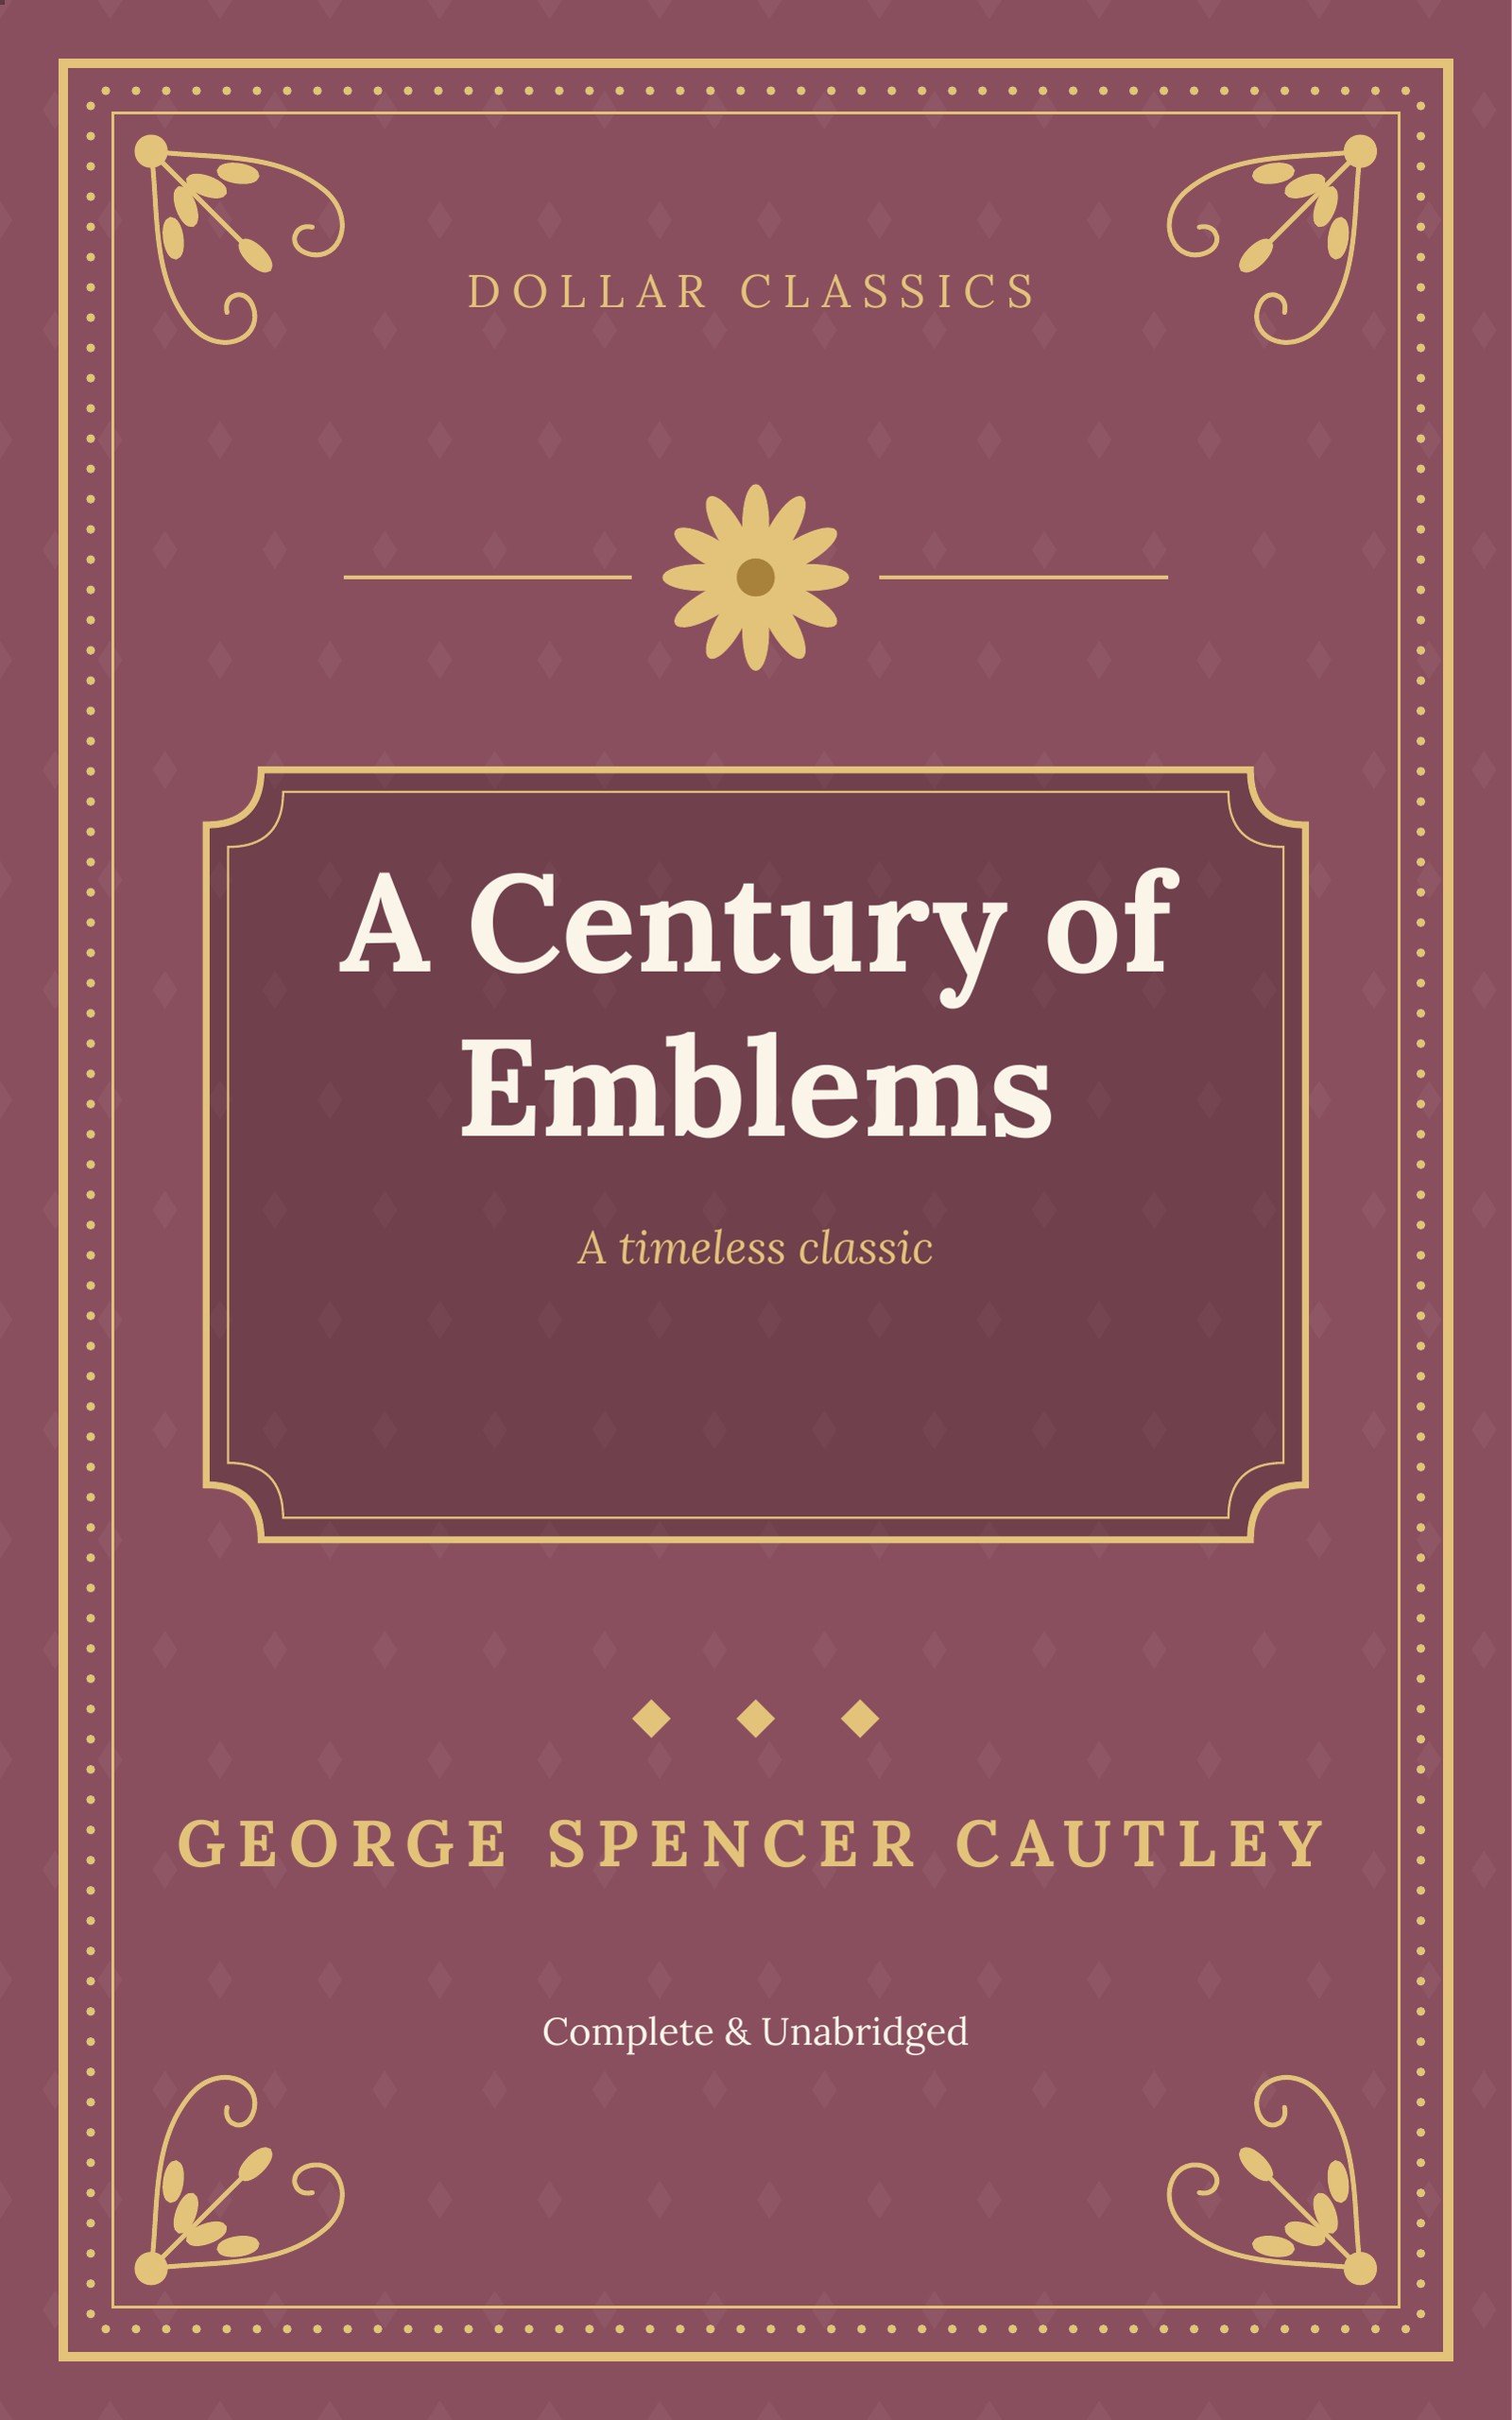 DOLLAR CLASSICS
A Century of
Emblems
A timeless classic
GEORGE SPENCER CAUTLEY
Complete & Unabridged